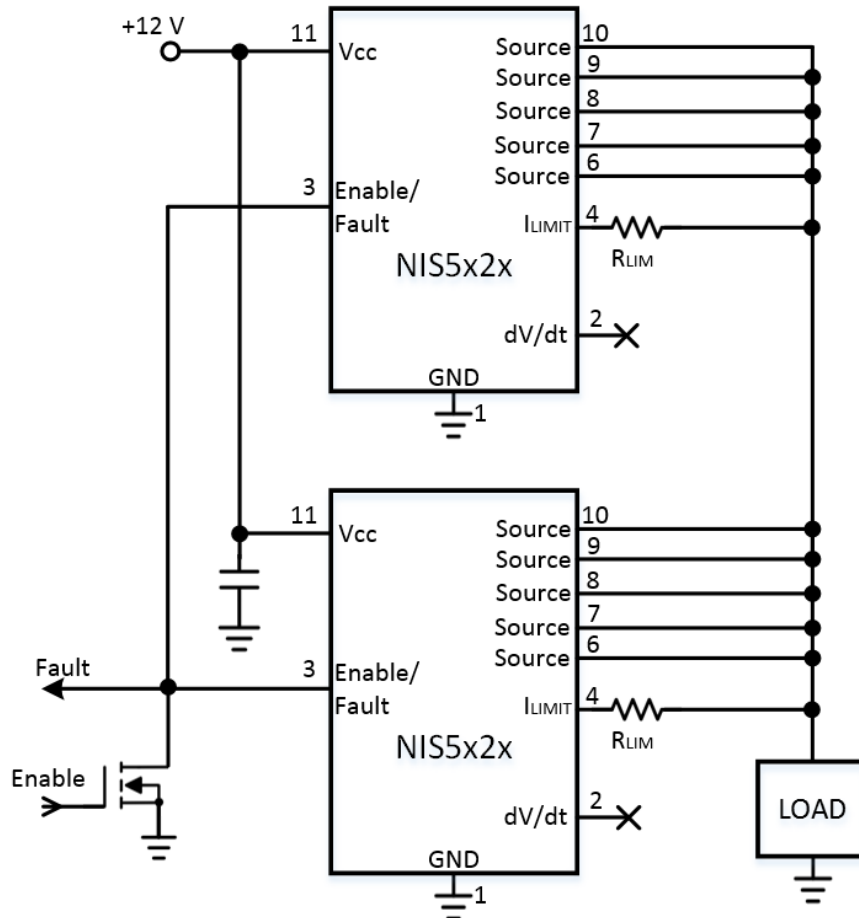 +12 V
11
Vcc
Source
10
Source
9
Source
8
Source
7
Source
6
3
Enable/
Fault
ILIMIT
4
RLIM
NIS5x2x
dV/dt
2
GND
1
11
Vcc
Source
10
Source
9
Source
8
Source
7
Source
6
Fault
3
Enable/
Fault
ILIMIT
4
RLIM
NIS5x2x
Enable
dV/dt
2
LOAD
GND
1